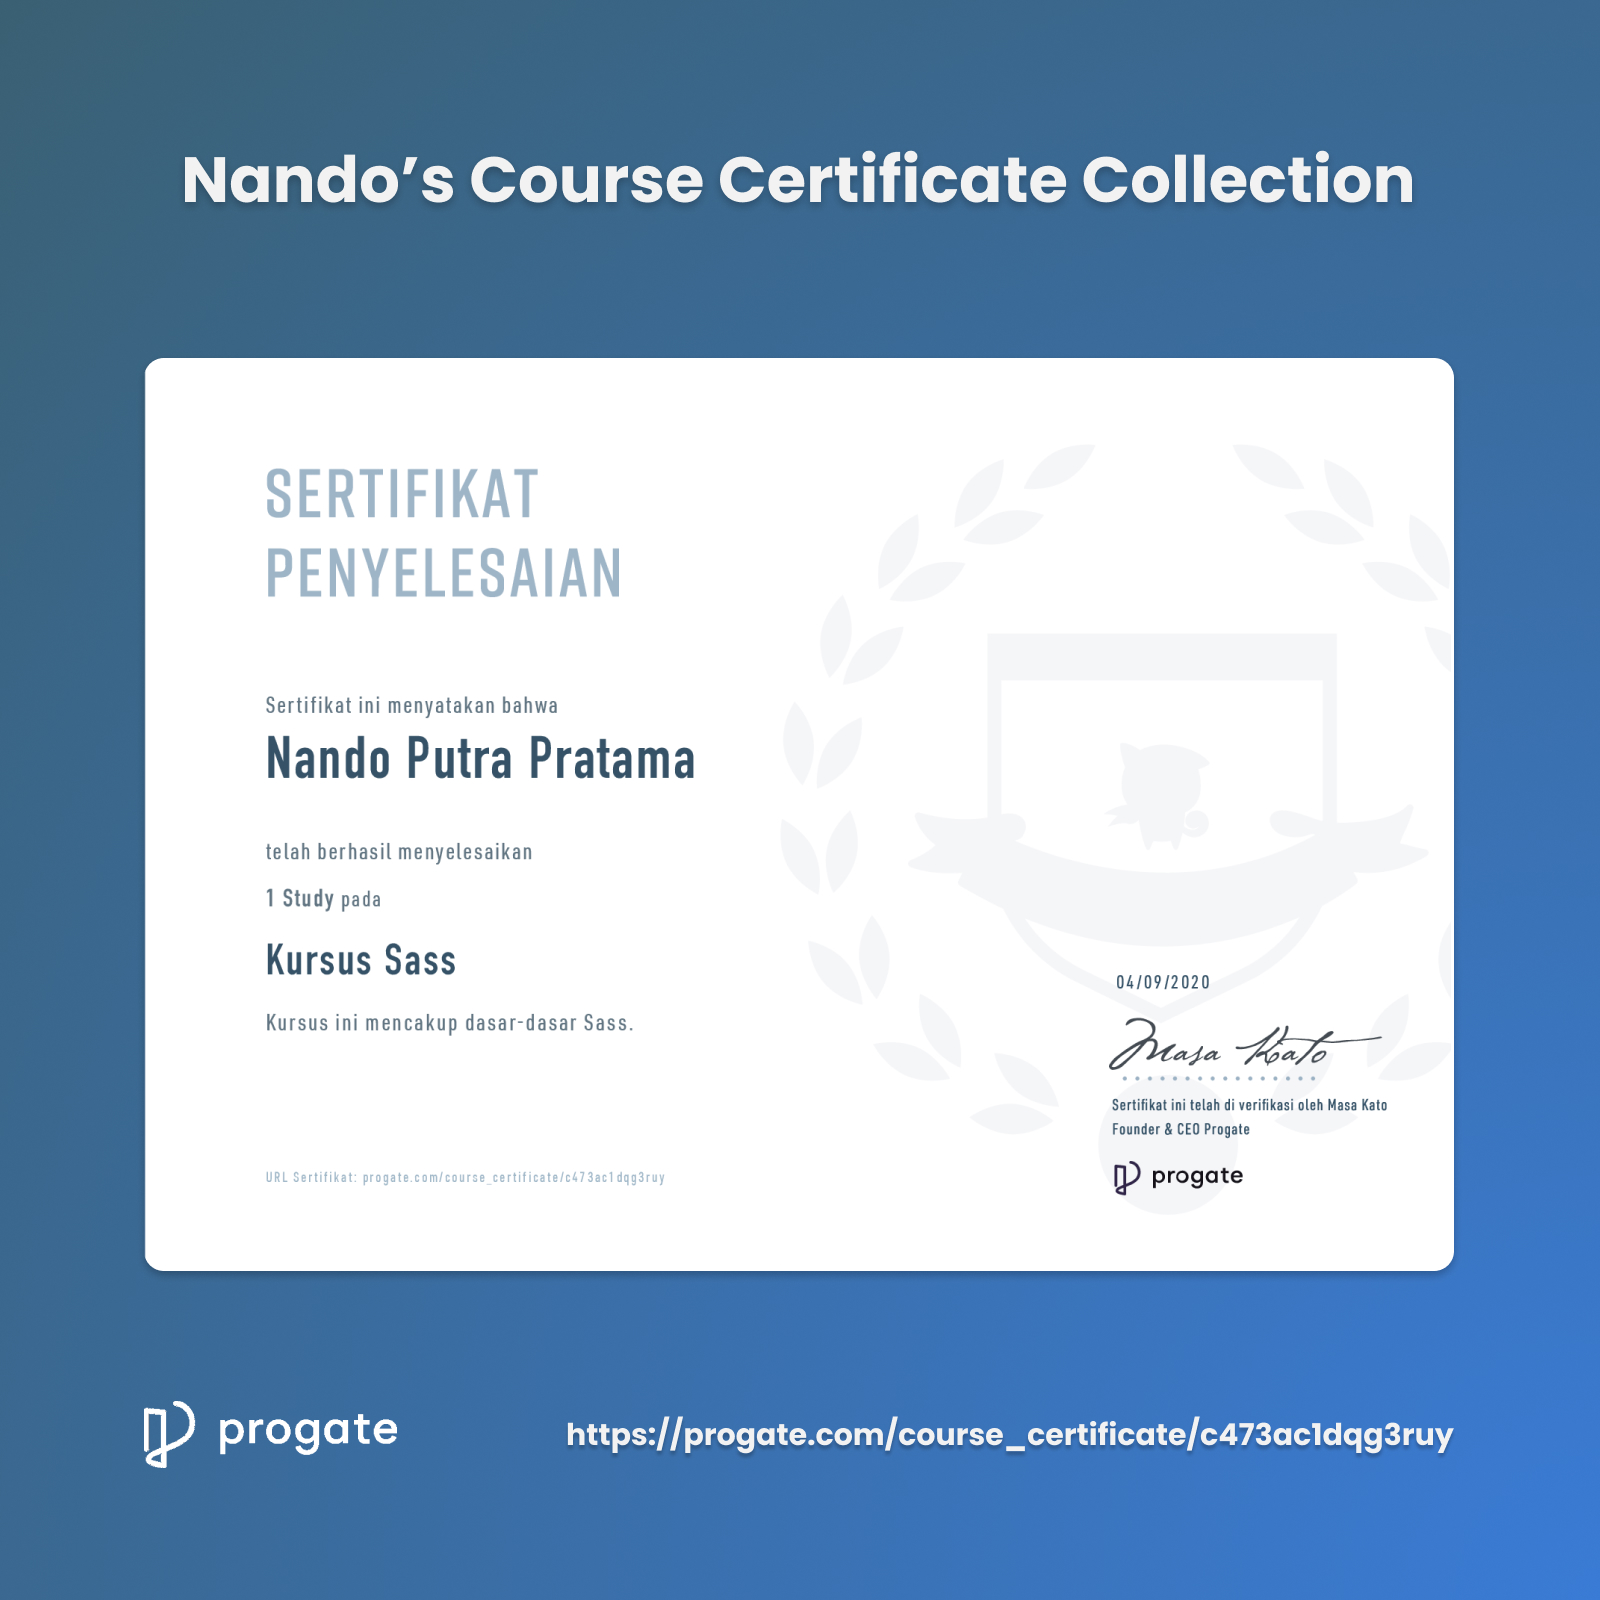 Nando’s Course Certificate Collection
SERTIFIKAT
PENYELESAIAN
Sertifikat ini menyatakan bahwa
Nando Putra Pratama
telah berhasil menyelesaikan
1 Study pada
Kursus Sass
Kursus ini mencakup dasar-dasar Sass.
04/09/2020
Masa Kato
Sertifikat ini telah di verifikasi oleh Masa Kato
Founder & CEO Progate
progate
URL Sertifikat: progate.com/course_certificate/c473ac1dqg3ruy
progate
https://progate.com/course_certificate/c473ac1dqg3ruy